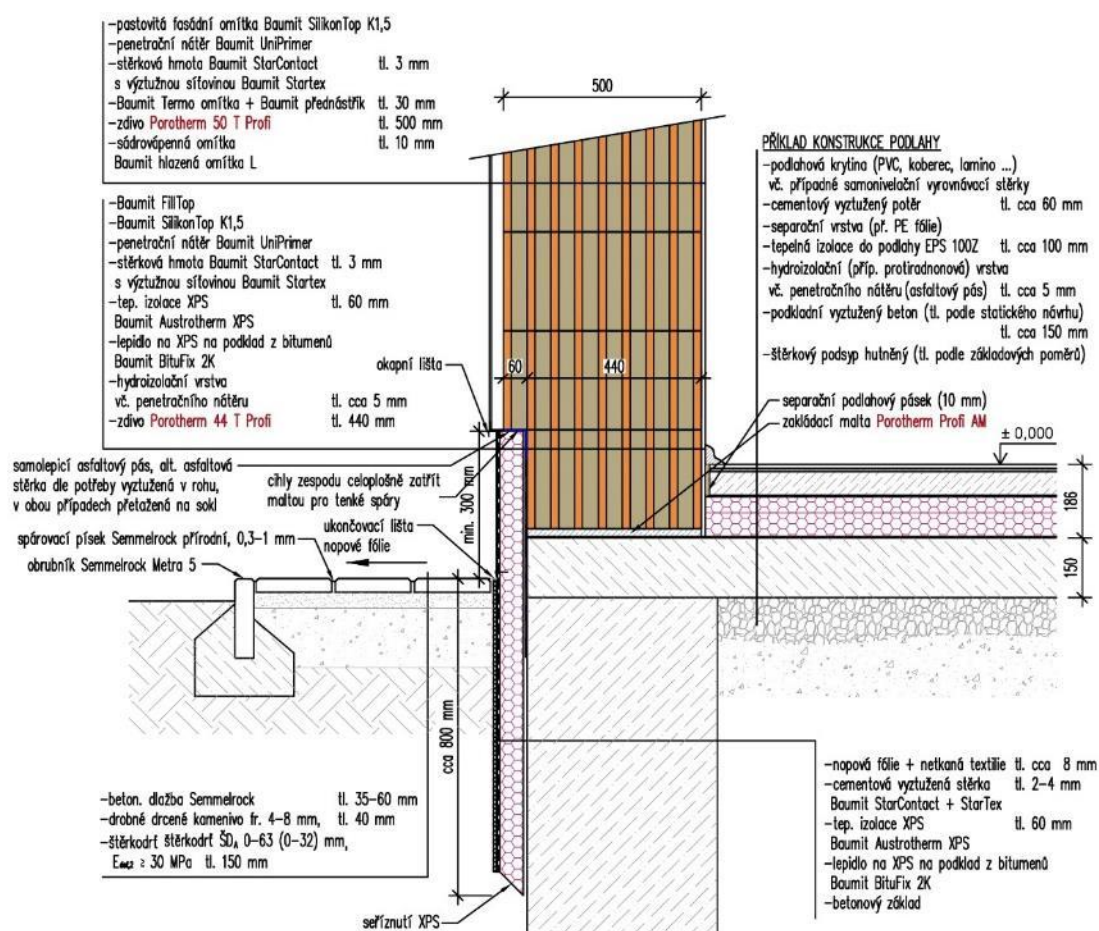 -pastovitá fasádní omítka Baumit SilikonTop K1,5
-penetrační nátěr Baumit UniPrimer
-stěrková hmota Baumit StarContact tl. 3 mm
s výztužnou síťovinou Baumit Startex
-Baumit Termo omítka + Baumit přednástřik tl. 30 mm
-zdivo Porotherm 50 T Profi tl. 500 mm
-sádrovápenná omítka tl. 10 mm
Baumit hlazená omítka L
-Baumit FillTop
-Baumit SilikonTop K1,5
-penetrační nátěr Baumit UniPrimer
-stěrková hmota Baumit StarContact tl. 3 mm
s výztužnou síťovinou Baumit Startex
-tep. izolace XPS tl. 60 mm
Baumit Austrotherm XPS
-lepidlo na XPS na podklad z bitumenů
Baumit BituFix 2K
-hydroizolační vrstva
vč. penetračního nátěru tl. cca 5 mm
-zdivo Porotherm 44 T Profi tl. 440 mm
500
60
440
okapní lišta
PŘÍKLAD KONSTRUKCE PODLAHY
-podlahová krytina (PVC, koberec, lamino ...)
vč. případné samonivelační vyrovnávací stěrky
-cementový vyztužený potěr tl. cca 60 mm
-separační vrstva (př. PE fólie)
-tepelná izolace do podlahy EPS 100Z tl. cca 100 mm
-hydroizolační (příp. protiradnonová) vrstva
vč. penetračního nátěru (asfaltový pás) tl. cca 5 mm
-podkladní vyztužený beton (tl. podle statického návrhu)
tl. cca 150 mm
-štěrkový podsyp hutněný (tl. podle základových poměrů)
separační podlahový pásek (10 mm)
zakládací malta Porotherm Profi AM
± 0,000
186
150
samolepicí asfaltový pás, alt. asfaltová
stěrka dle potřeby vyztužená v rohu,
v obou případech přetažená na sokl
cihly zespodu celoplošně zatřít
maltou pro tenké spáry
min. 300 mm
ukončovací lišta
nopové fólie
spárovací písek Semmelrock přírodní, 0,3-1 mm
obrubník Semmelrock Metra 5
cca 800 mm
-beton. dlažba Semmelrock tl. 35-60 mm
-drobné drcené kamenivo fr. 4-8 mm, tl. 40 mm
-štěrkodrť štěrkodrť ŠDA 0-63 (0-32) mm,
≥ 30 MPa tl. 150 mm
seříznutí XPS
-nopová fólie + netkaná textilie tl. cca 8 mm
-cementová vyztužená stěrka tl. 2-4 mm
Baumit StarContact + StarTex
-tep. izolace XPS tl. 60 mm
Baumit Austrotherm XPS
-lepidlo na XPS na podklad z bitumenů
Baumit BituFix 2K
-betonový základ